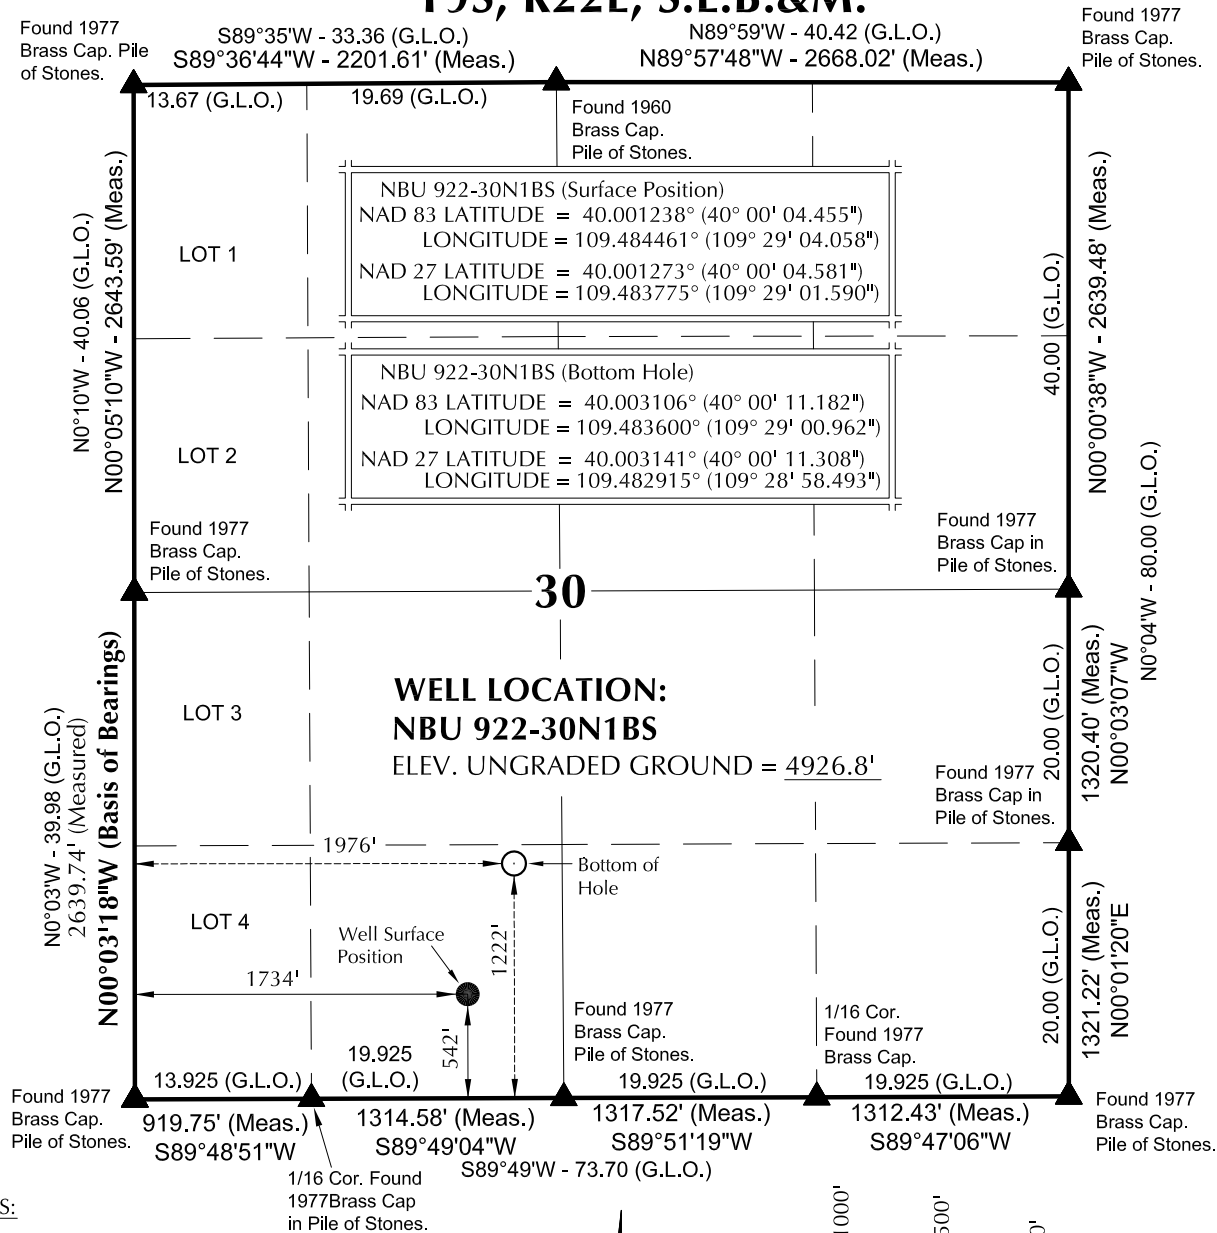 T9S, R22E, S.L.B.&M.
Found 1977
Brass Cap. Pile
of Stones.
S89°35'W - 33.36 (G.L.O.)
S89°36'44"W - 2201.61' (Meas.)
N89°59'W - 40.42 (G.L.O.)
N89°57'48"W - 2668.02' (Meas.)
Found 1977
Brass Cap.
Pile of Stones.
13.67 (G.L.O.)
19.69 (G.L.O.)
Found 1960
Brass Cap.
Pile of Stones.
NBU 922-30N1BS (Surface Position)
NAD 83 LATITUDE = 40.001238° (40° 00' 04.455")
LONGITUDE = 109.484461° (109° 29' 04.058")
NAD 27 LATITUDE = 40.001273° (40° 00' 04.581")
LONGITUDE = 109.483775° (109° 29' 01.590")
NBU 922-30N1BS (Bottom Hole)
NAD 83 LATITUDE = 40.003106° (40° 00' 11.182")
LONGITUDE = 109.483600° (109° 29' 00.962")
NAD 27 LATITUDE = 40.003141° (40° 00' 11.308")
LONGITUDE = 109.482915° (109° 28' 58.493")
LOT 1
LOT 2
N0°10'W - 40.06 (G.L.O.)
N00°05'10"W - 2643.59' (Meas.)
40.00 (G.L.O.)
N00°00'38"W - 2639.48' (Meas.)
N0°04'W - 80.00 (G.L.O.)
Found 1977
Brass Cap.
Pile of Stones.
Found 1977
Brass Cap in
Pile of Stones.
30
LOT 3
WELL LOCATION:
NBU 922-30N1BS
ELEV. UNGRADED GROUND = 4926.8'
N0°03'W - 39.98 (G.L.O.)
2639.74' (Measured)
N00°03'18"W (Basis of Bearings)
20.00 (G.L.O.)
1320.40' (Meas.)
N00°03'07"W
Found 1977
Brass Cap in
Pile of Stones.
1976'
Bottom of
Hole
LOT 4
Well Surface
Position
1222'
1734'
542'
20.00 (G.L.O.)
1321.22' (Meas.)
N00°01'20"E
Found 1977
Brass Cap.
Pile of Stones.
1/16 Cor.
Found 1977
Brass Cap.
13.925 (G.L.O.)
19.925
(G.L.O.)
19.925 (G.L.O.)
19.925 (G.L.O.)
Found 1977
Brass Cap.
Pile of Stones.
919.75' (Meas.)
S89°48'51"W
1314.58' (Meas.)
S89°49'04"W
1317.52' (Meas.)
S89°51'19"W
1312.43' (Meas.)
S89°47'06"W
Found 1977
Brass Cap.
Pile of Stones.
S89°49'W - 73.70 (G.L.O.)
1/16 Cor. Found
1977Brass Cap
in Pile of Stones.
S:
1000'
500'
0'